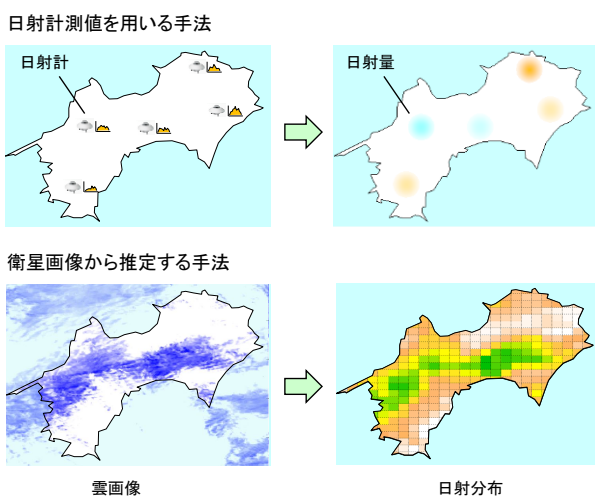 日射計測値を用いる手法
日射計
日射量
衛星画像から推定する手法
雲画像
日射分布